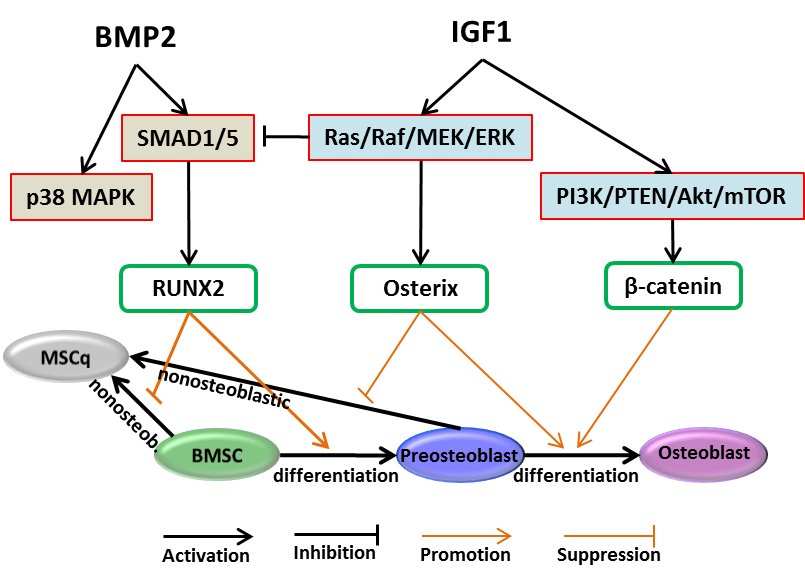 BMP2
IGF1
SMAD1/5
Ras/Raf/MEK/ERK
p38 MAPK
PI3K/PTEN/Akt/mTOR
RUNX2
Osterix
β-catenin
MSCq
nonosteoblastic
nonosteob
BMSC
Preosteoblast
Osteoblast
differentiation
differentiation
Activation
Inhibition
Promotion
Suppression